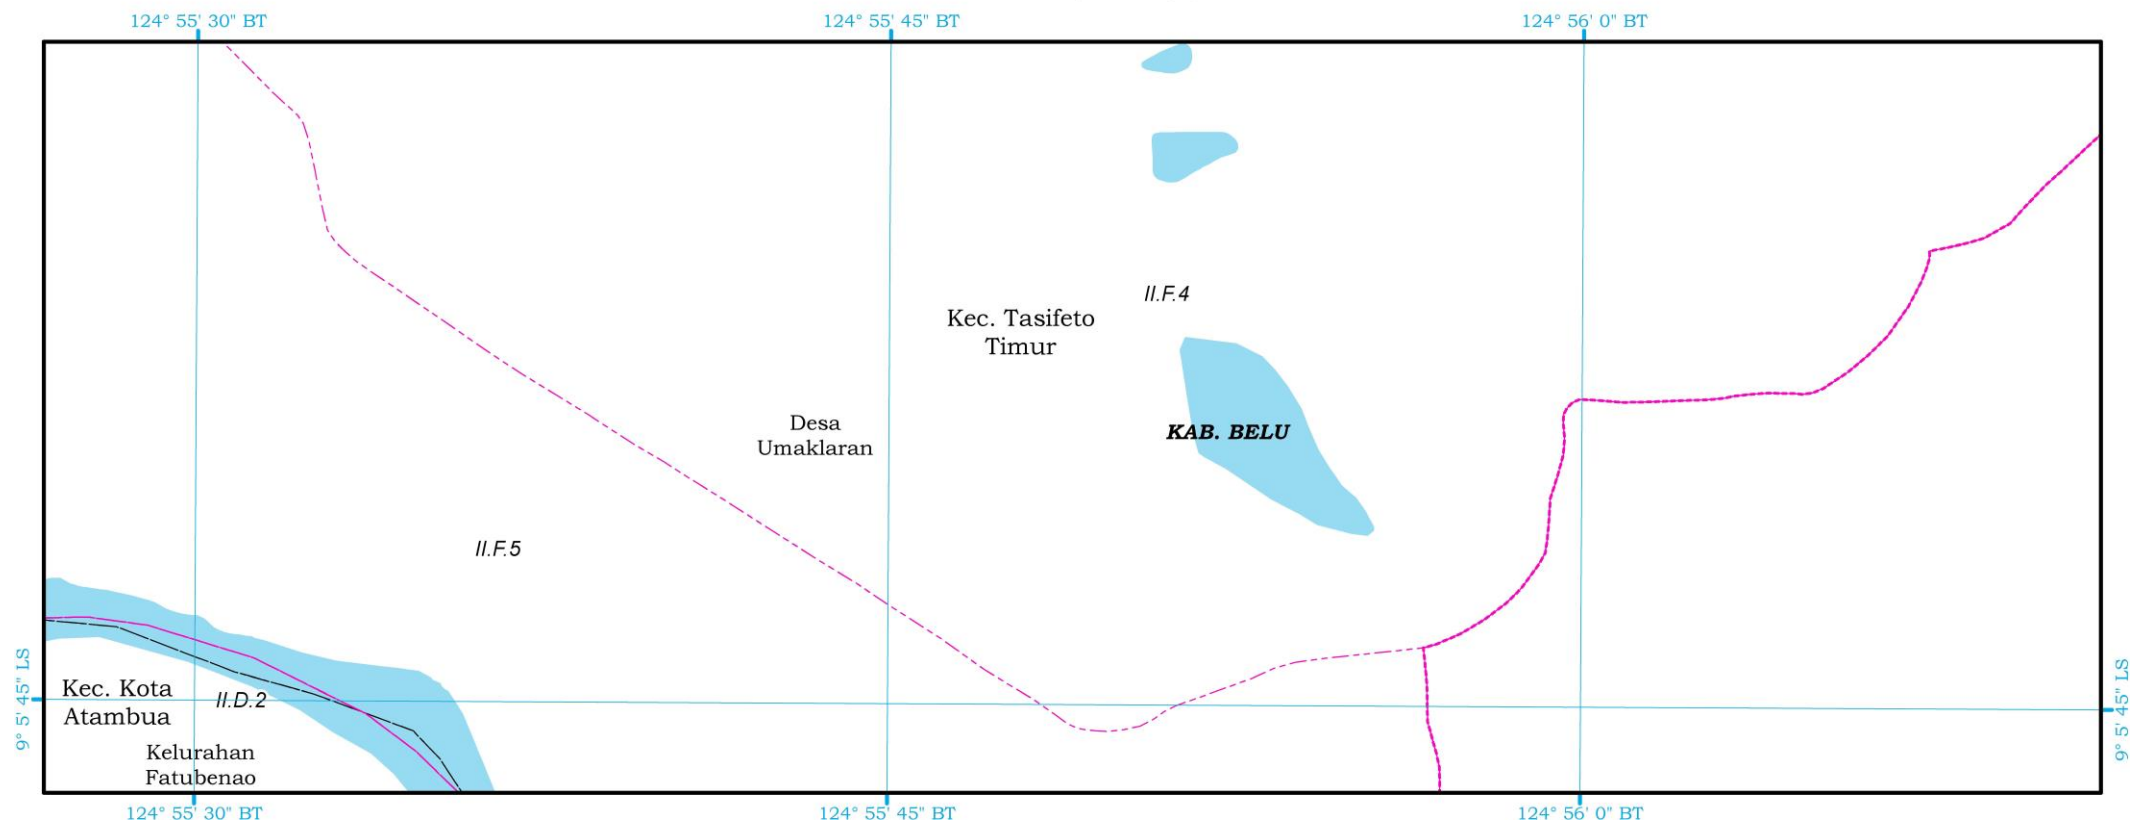 124° 55' 30" BT
124° 55' 45" BT
124° 56' 0" BT
II.F.4
Kec. Tasifeto
Timur
Desa
Umaklaran
KAB. BELU
II.F.5
9° 5' 45" LS
9° 5' 45" LS
Kec. Kota
Atambua
II.D.2
Kelurahan
Fatubenao
124° 55' 30" BT
124° 55' 45" BT
124° 56' 0" BT